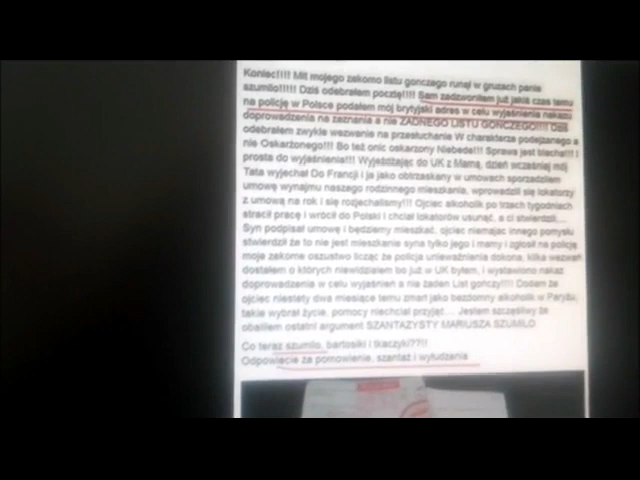 Koniec!!!! Mit mojego zekomo listu gonczego runął w gruzach panie
szumilo!!!!! Dziś odebrałem pocztę!!!! Sam zadzwoniłem już jakiś czas temu
na policję w Polsce podałem mój brytyjski adres w celu wyjaśnienia nakazu
doprowadzenia na zeznania a nie ŻADNEGO LISTU GOŃCZEGO!!!! Dziś
odebrałem zwykłe wezwanie na przesłuchanie W charakterze podejżanego a
nie Oskarżonego!!! Bo też onic oskarżony Niebede!!! Sprawa jest błacha!!! I
prosta do wyjaśnienia!!! Wyjeżdżając do UK z Mamą, dzień wcześniej mój
Tata wyjechał Do Francji i ja jako obtrzaskany w umowach sporządziłem
umowę wynajmu naszego rodzinnego mieszkania, wprowadzili się lokatorzy
z umową na rok i się rozjechaliśmy!!! Ojciec alkoholik po trzech tygodniach
stracił pracę i wrócił do Polski i chciał lokatorów usunąć, a ci stwierdzili....
Syn podpisał umowę i będziemy mieszkać, ojciec niemając innego pomysłu
stwierdził że to nie jest mieszkanie syna tylko jego i mamy i zgłosił na policję
moje zekome oszustwo licząc że policja unieważnienia dokona, kilka wezwań
dostałem o których niewidziałem bo już w UK byłem, i wystawiono nakaz
doprowadzenia w celu wyjaśnień a nie żaden List gończy!!!! Dodam że
ojciec niestety dwa miesiące temu zmarł jako bezdomny alkoholik w Paryżu,
takie wybrał życie, pomocy niechciał przyjąć.... Jestem szczęśliwy że
obaliłem ostatni argument SZANTAŻYSTY MARIUSZA SZUMIŁO
Co teraz szumilo, bartosiki i tkaczyki??!!
Odpowiecie za pomówienie, szantaż i wyłudzenia